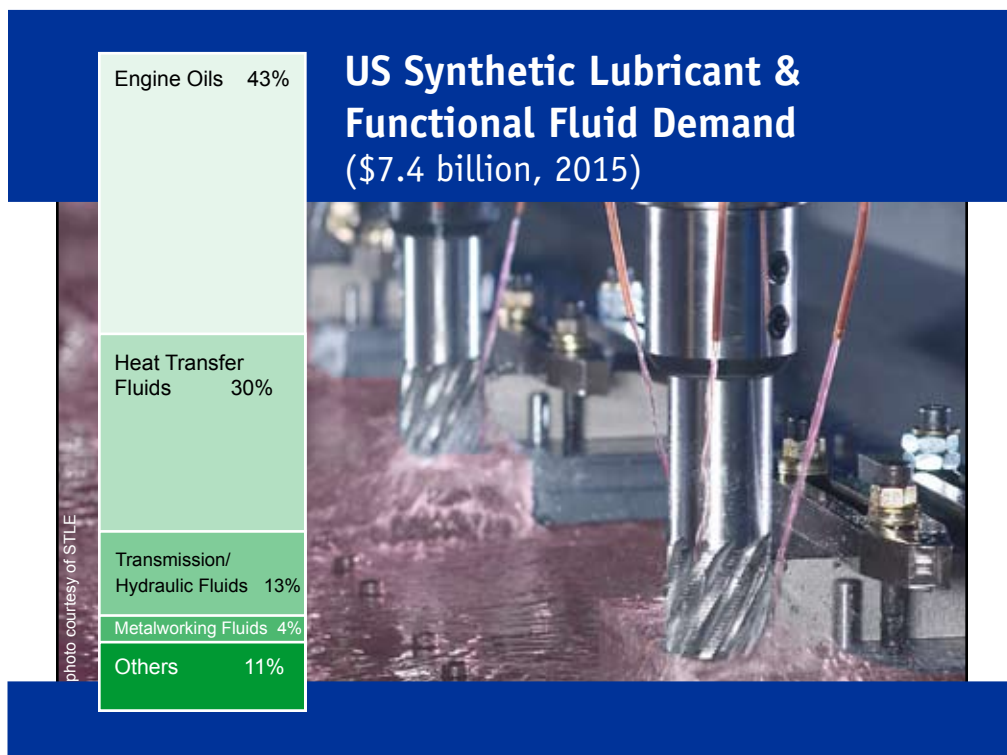 US Synthetic Lubricant &
Functional Fluid Demand
($7.4 billion, 2015)
Engine Oils 43%
Heat Transfer
Fluids 30%
Transmission/
Hydraulic Fluids 13%
Metalworking Fluids 4%
Others 11%
photo courtesy of STLE